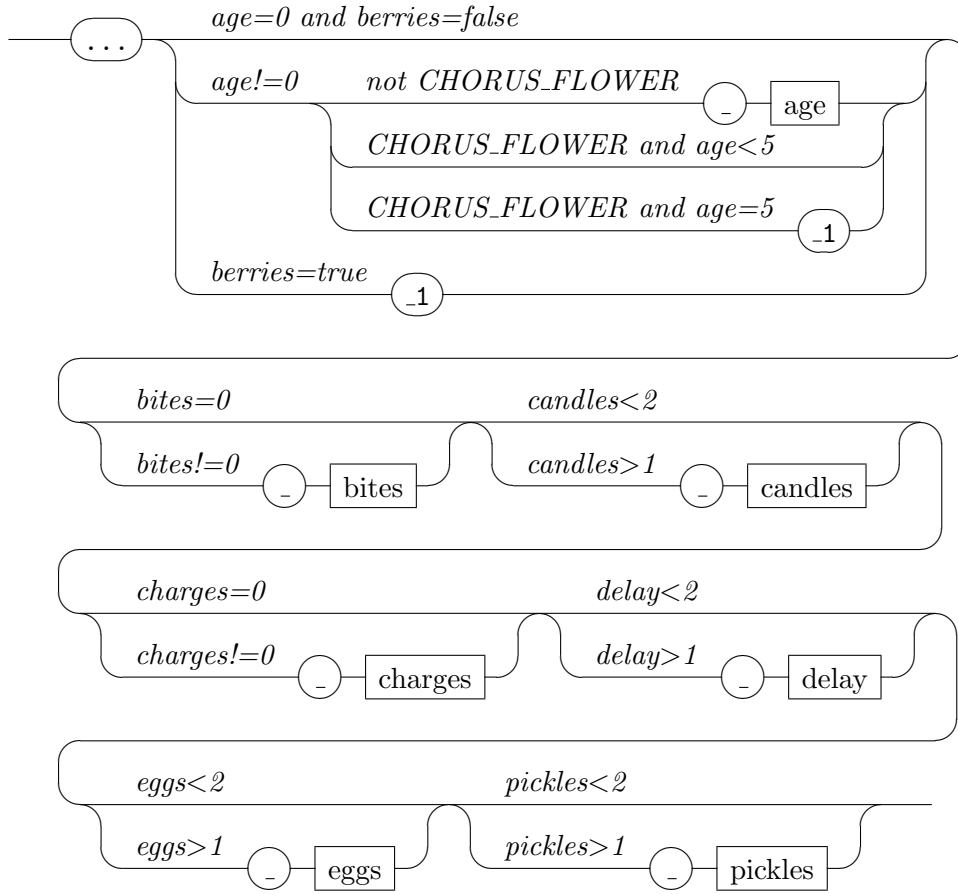 age=0 and berries=false
...
age!=0 not CHORUS_FLOWER _ age
CHORUS_FLOWER and age<5
CHORUS_FLOWER and age=5 _1
berries=true _1
bites=0 candles<2
bites!=0 _ bites candles>1 _ candles
charges=0 delay<2
charges!=0 _ charges delay>1 _ delay
eggs<2 pickles<2
eggs>1 _ eggs pickles>1 _ pickles